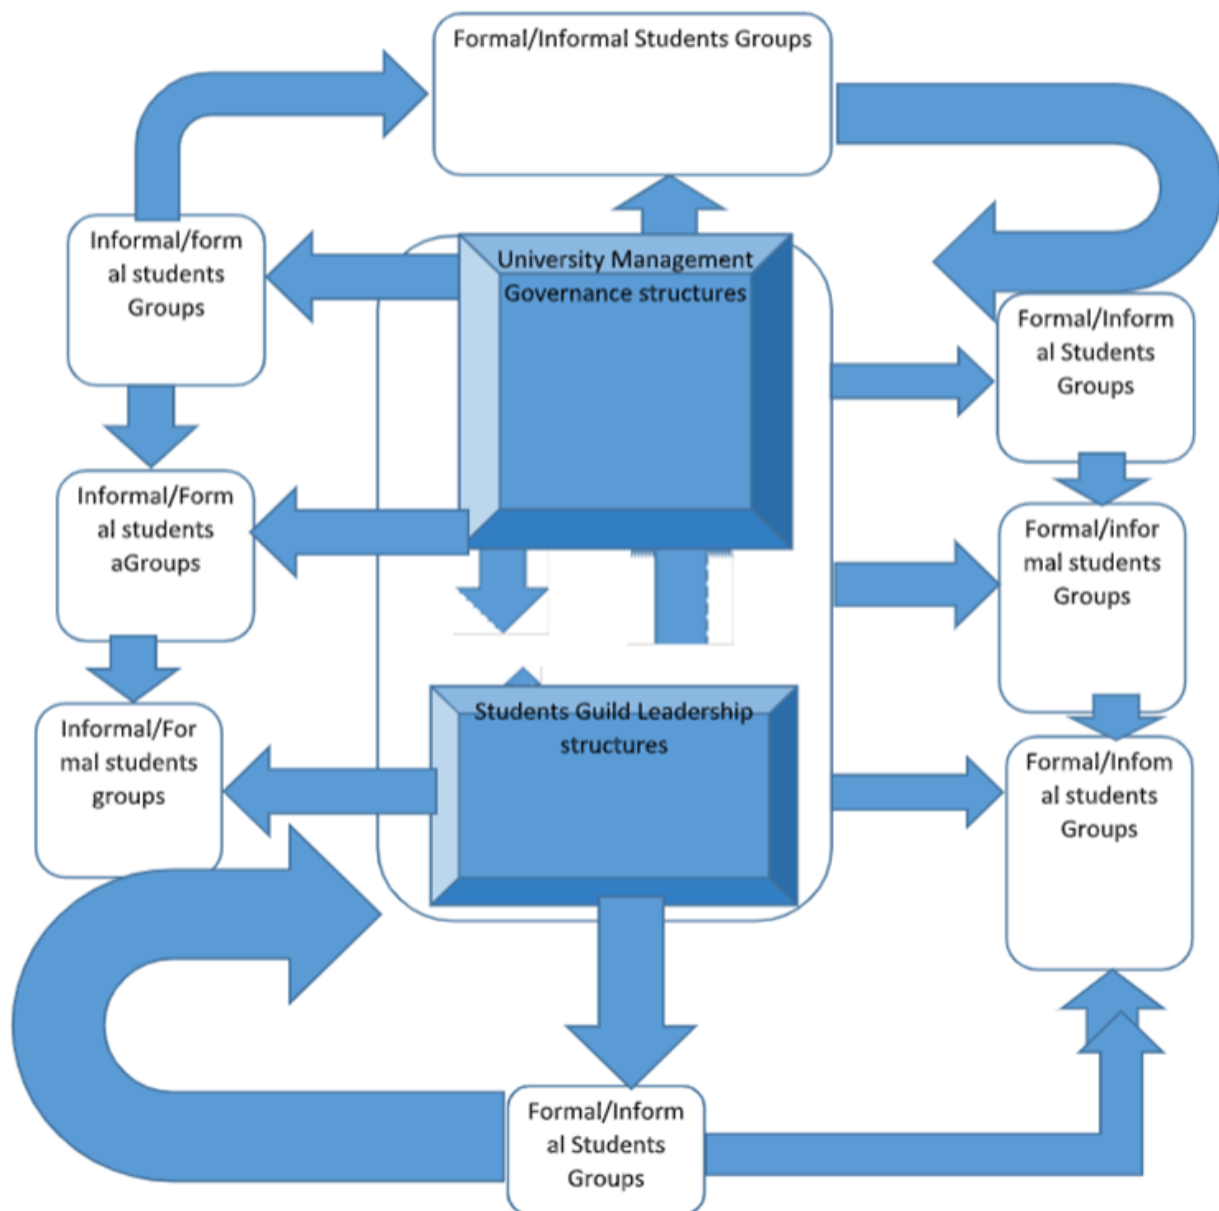 Formal/Informal Students Groups
Informal/form
al students
Groups
University Management
Governance structures
Formal/Inform
al Students
Groups
Informal/Form
al students
aGroups
Formal/infor
mal students
Groups
Informal/For
mal students
groups
Students Guild Leadership
structures
Formal/Infom
al students
Groups
Formal/Inform
al Students
Groups